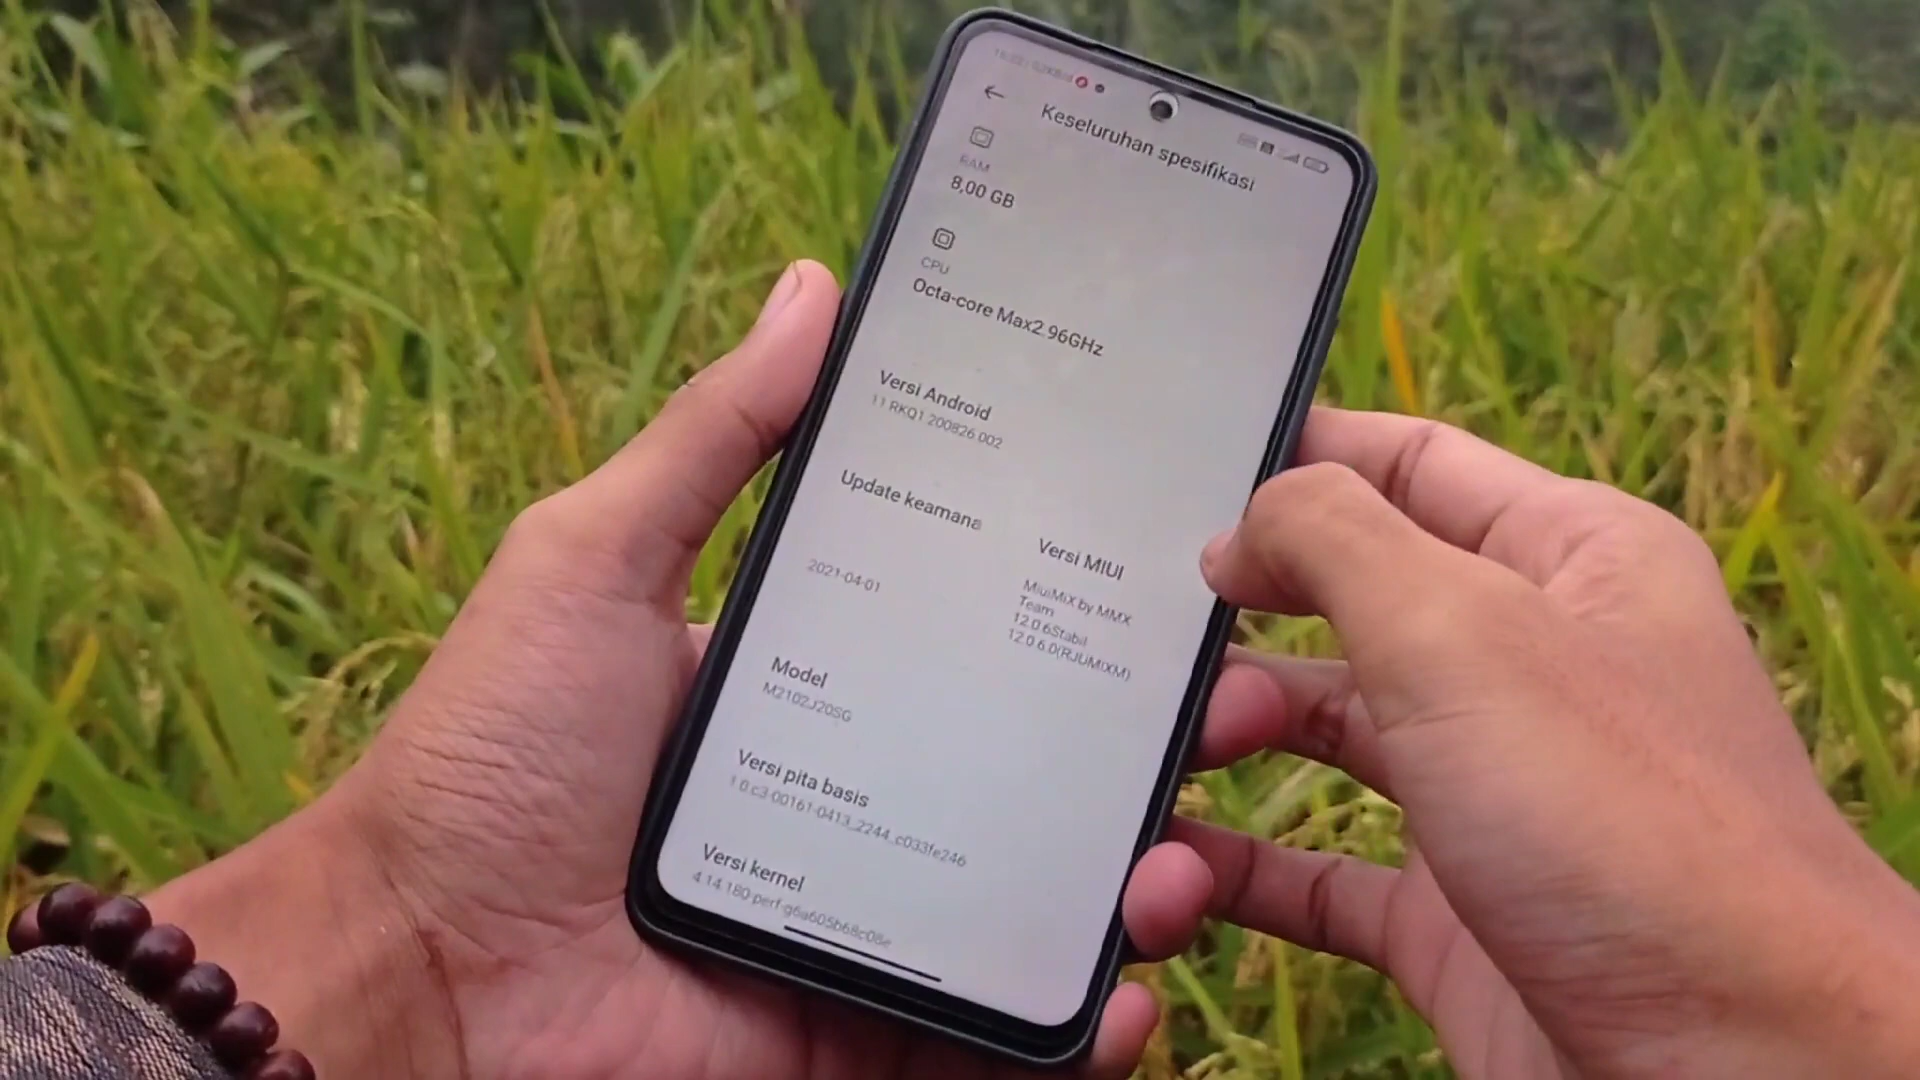 Keseluruhan spesifikasi
RAM
8,00 GB
CPU
Octa-core Max2.96GHz
Versi Android
11 RKQ1.200826.002
Update keamana
2021-04-01
Versi MIUI
MiuiMiX by MMX
Team
12.0.6Stabil
12.0.6.0(RJUMIXM)
Model
M2102J20SG
Versi pita basis
1.0.c3-00161-0413_2244_c033fe246
Versi kernel
4.14.180-perf-g6a605b68c08e